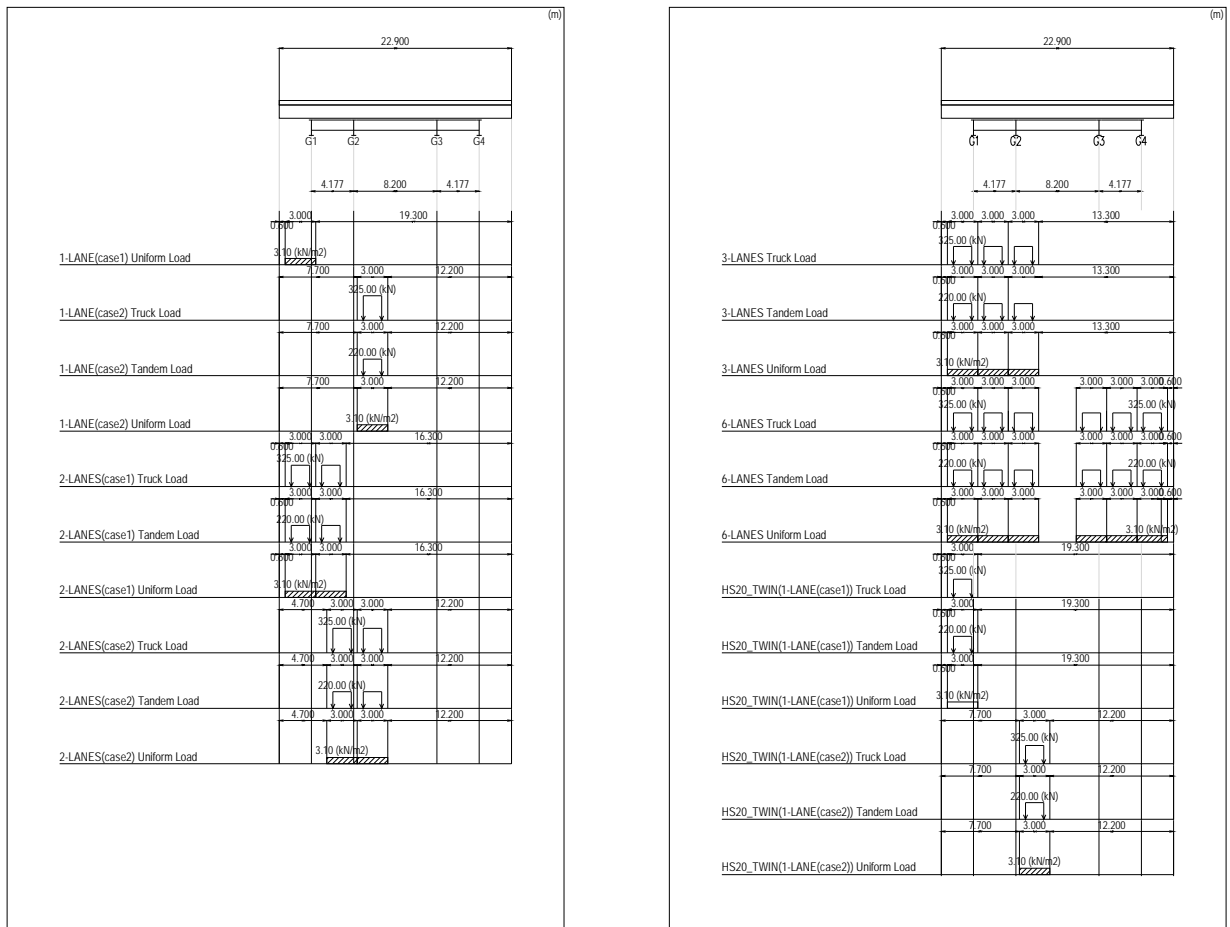 (m)
22.900
G1 G2 G3 G4
4.177 8.200 4.177
3.000 19.300
0.600
3.10 (kN/m2)
1-LANE(case1) Uniform Load
7.700 3.000 12.200
325.00 (kN)
1-LANE(case2) Truck Load
7.700 3.000 12.200
220.00 (kN)
1-LANE(case2) Tandem Load
7.700 3.000 12.200
3.10 (kN/m2)
1-LANE(case2) Uniform Load
3.000 3.000 16.300
0.600
325.00 (kN)
2-LANES(case1) Truck Load
3.000 3.000 16.300
0.600
220.00 (kN)
2-LANES(case1) Tandem Load
3.000 3.000 16.300
0.600
3.10 (kN/m2)
2-LANES(case1) Uniform Load
4.700 3.000 3.000 12.200
325.00 (kN)
2-LANES(case2) Truck Load
4.700 3.000 3.000 12.200
220.00 (kN)
2-LANES(case2) Tandem Load
4.700 3.000 3.000 12.200
3.10 (kN/m2)
2-LANES(case2) Uniform Load
(m)
22.900
G1 G2 G3 G4
4.177 8.200 4.177
3.000 3.000 3.000 13.300
0.600
325.00 (kN)
3-LANES Truck Load
3.000 3.000 3.000 13.300
0.600
220.00 (kN)
3-LANES Tandem Load
3.000 3.000 3.000 13.300
0.600
3.10 (kN/m2)
3-LANES Uniform Load
3.000 3.000 3.000 3.000 3.000 3.000 0.600
0.600
325.00 (kN) 325.00 (kN)
6-LANES Truck Load
3.000 3.000 3.000 3.000 3.000 3.000 0.600
0.600
220.00 (kN) 220.00 (kN)
6-LANES Tandem Load
3.000 3.000 3.000 3.000 3.000 3.000 0.600
0.600
3.10 (kN/m2) 3.10 (kN/m2)
6-LANES Uniform Load
3.000 19.300
0.600
325.00 (kN)
HS20_TWIN(1-LANE(case1)) Truck Load
3.000 19.300
0.600
220.00 (kN)
HS20_TWIN(1-LANE(case1)) Tandem Load
3.000 19.300
0.600
3.10 (kN/m2)
HS20_TWIN(1-LANE(case1)) Uniform Load
7.700 3.000 12.200
325.00 (kN)
HS20_TWIN(1-LANE(case2)) Truck Load
7.700 3.000 12.200
220.00 (kN)
HS20_TWIN(1-LANE(case2)) Tandem Load
7.700 3.000 12.200
3.10 (kN/m2)
HS20_TWIN(1-LANE(case2)) Uniform Load